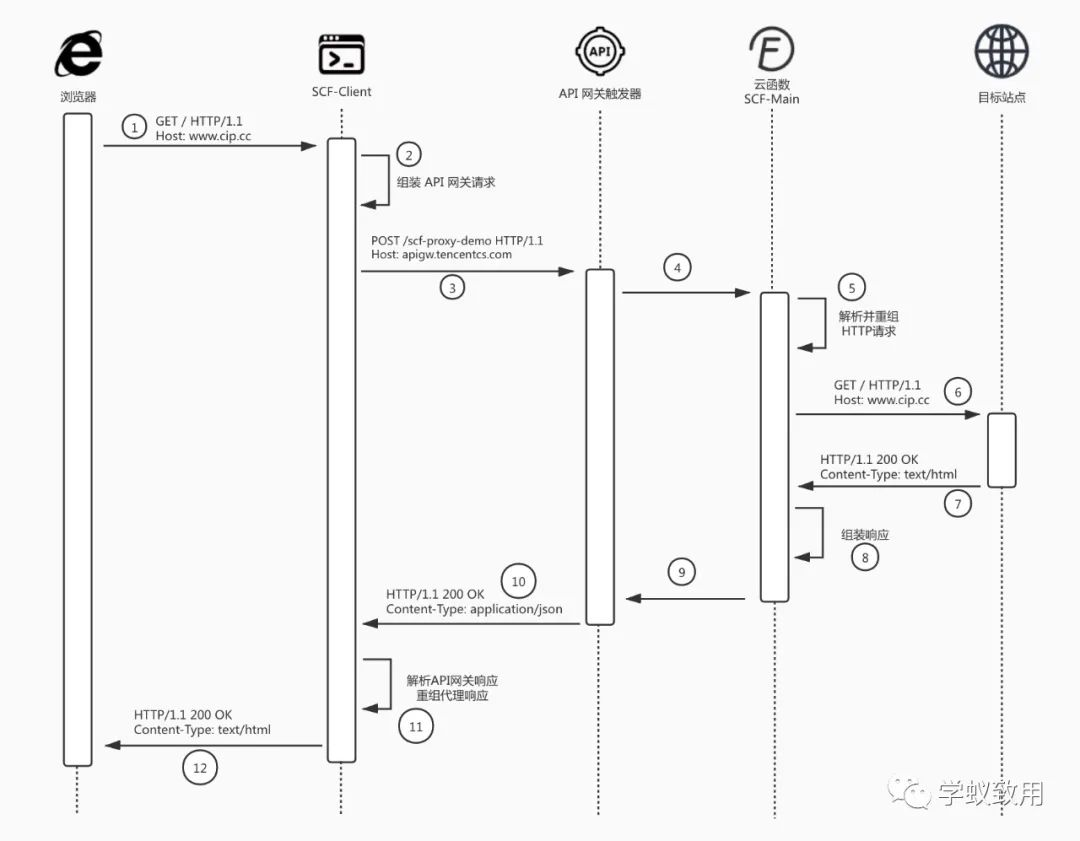 API
浏览器
SCF-Client
API 网关触发器
云函数
SCF-Main
目标站点
1
GET / HTTP/1.1
Host: www.cip.cc
2
组装 API 网关请求
POST /scf-proxy-demo HTTP/1.1
Host: apigw.tencentcs.com
3
4
5
解析并重组
HTTP请求
GET / HTTP/1.1
Host: www.cip.cc
6
HTTP/1.1 200 OK
Content-Type: text/html
7
组装响应
8
9
10
HTTP/1.1 200 OK
Content-Type: application/json
解析API网关响应
重组代理响应
11
HTTP/1.1 200 OK
Content-Type: text/html
12
学蚁致用